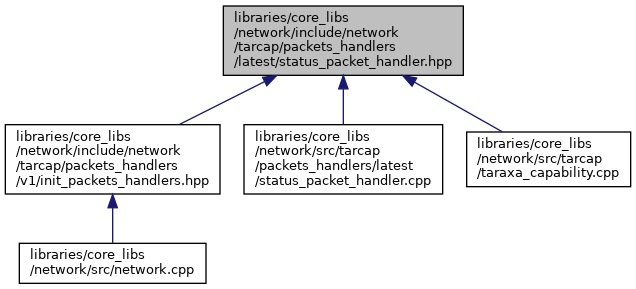 libraries/core_libs
/network/include/network
/tarcap/packets_handlers
/latest/status_packet_handler.hpp
libraries/core_libs
/network/include/network
/tarcap/packets_handlers
/v1/init_packets_handlers.hpp
libraries/core_libs
/network/src/tarcap
/packets_handlers/latest
/status_packet_handler.cpp
libraries/core_libs
/network/src/tarcap
/taraxa_capability.cpp
libraries/core_libs
/network/src/network.cpp